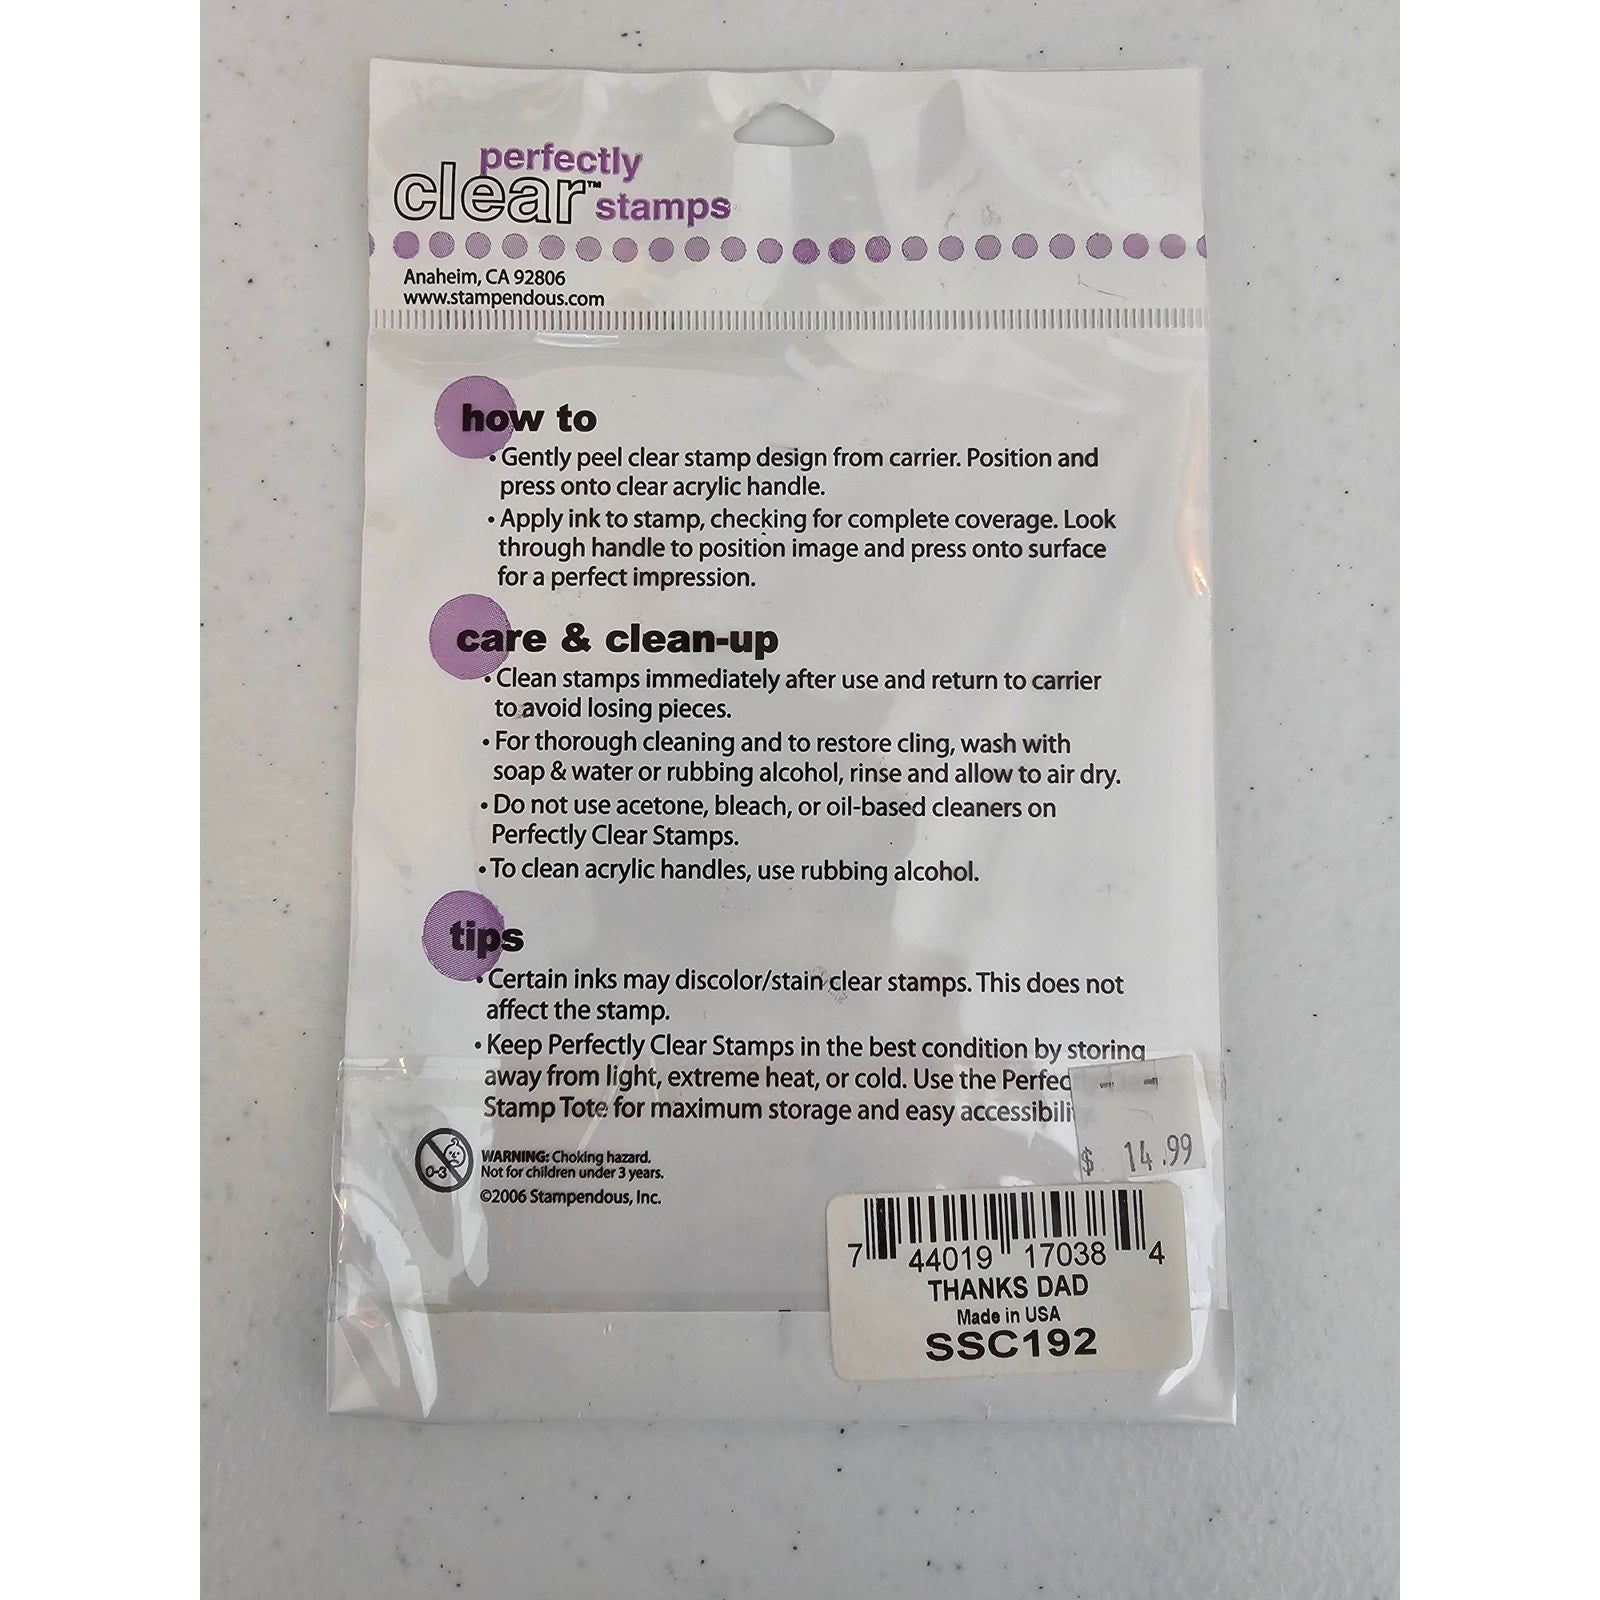 perfectly
clear™ stamps
Anaheim, CA 92806
www.stampendous.com
how to
• Gently peel clear stamp design from carrier. Position and
press onto clear acrylic handle.
• Apply ink to stamp, checking for complete coverage. Look
through handle to position image and press onto surface
for a perfect impression.
care & clean-up
• Clean stamps immediately after use and return to carrier
to avoid losing pieces.
• For thorough cleaning and to restore cling, wash with
soap & water or rubbing alcohol, rinse and allow to air dry.
• Do not use acetone, bleach, or oil-based cleaners on
Perfectly Clear Stamps.
• To clean acrylic handles, use rubbing alcohol.
tips
• Certain inks may discolor/stain clear stamps. This does not
affect the stamp.
• Keep Perfectly Clear Stamps in the best condition by storing
away from light, extreme heat, or cold. Use the Perfec
Stamp Tote for maximum storage and easy accessibili
$ 14.99
0-3
WARNING: Choking hazard.
Not for children under 3 years.
©2006 Stampendous, Inc.
7 44019 17038 4
THANKS DAD
Made in USA
SSC192